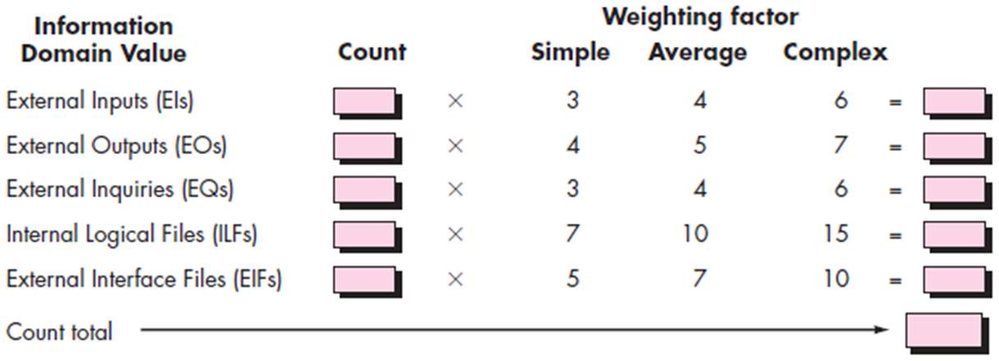 Weighting factor
Information
Domain Value Count Simple Average Complex
External Inputs (EIs) × 3 4 6 =
External Outputs (EOs) × 4 5 7 =
External Inquiries (EQs) × 3 4 6 =
Internal Logical Files (ILFs) × 7 10 15 =
External Interface Files (EIFs) × 5 7 10 =
Count total